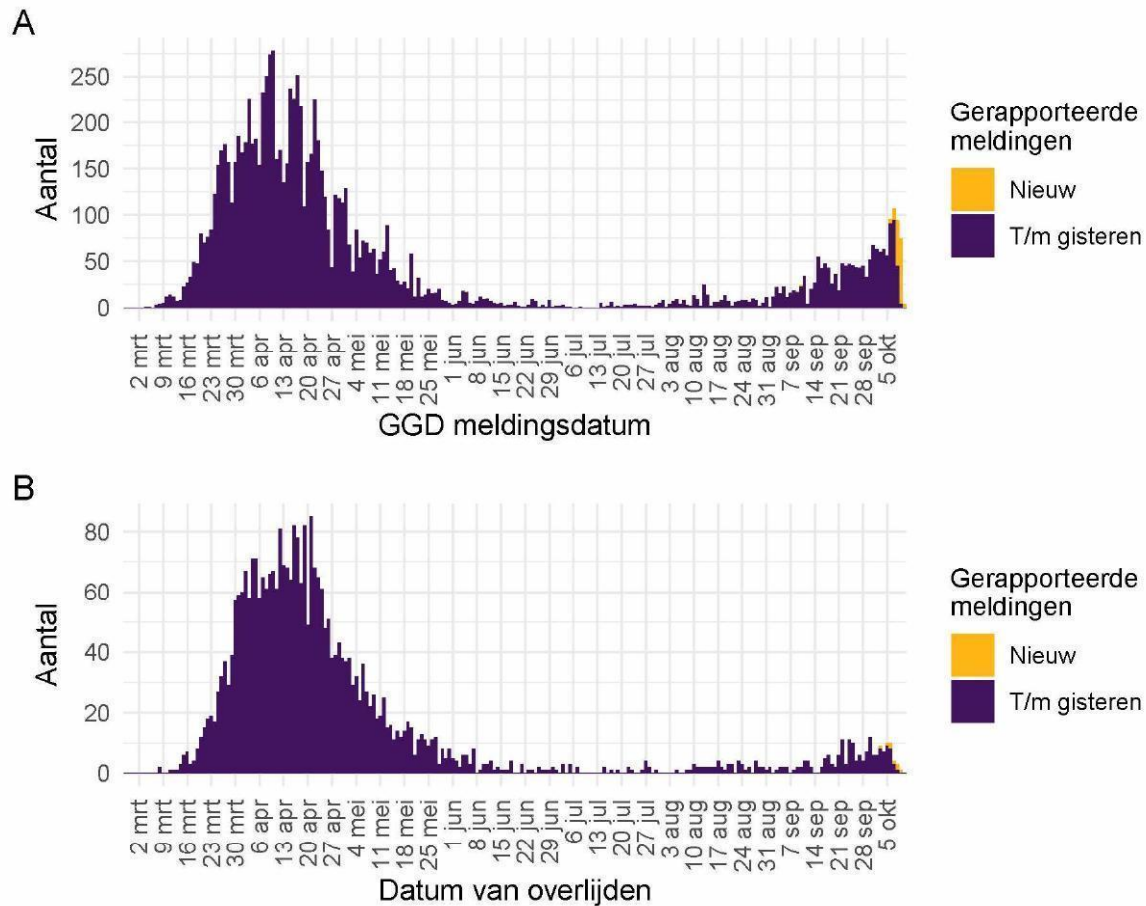 A
Aantal
250
200
150
100
50
0
2 mrt
9 mrt
16 mrt
23 mrt
30 mrt
6 apr
13 apr
20 apr
27 apr
4 mei
11 mei
18 mei
25 mei
1 jun
8 jun
15 jun
22 jun
29 jun
6 jul
13 jul
20 jul
27 jul
3 aug
10 aug
17 aug
24 aug
31 aug
7 sep
14 sep
21 sep
28 sep
5 okt
GGD meldingsdatum
Gerapporteerde
meldingen
Nieuw
T/m gisteren
B
Aantal
80
60
40
20
0
2 mrt
9 mrt
16 mrt
23 mrt
30 mrt
6 apr
13 apr
20 apr
27 apr
4 mei
11 mei
18 mei
25 mei
1 jun
8 jun
15 jun
22 jun
29 jun
6 jul
13 jul
20 jul
27 jul
3 aug
10 aug
17 aug
24 aug
31 aug
7 sep
14 sep
21 sep
28 sep
5 okt
Datum van overlijden
Gerapporteerde
meldingen
Nieuw
T/m gisteren